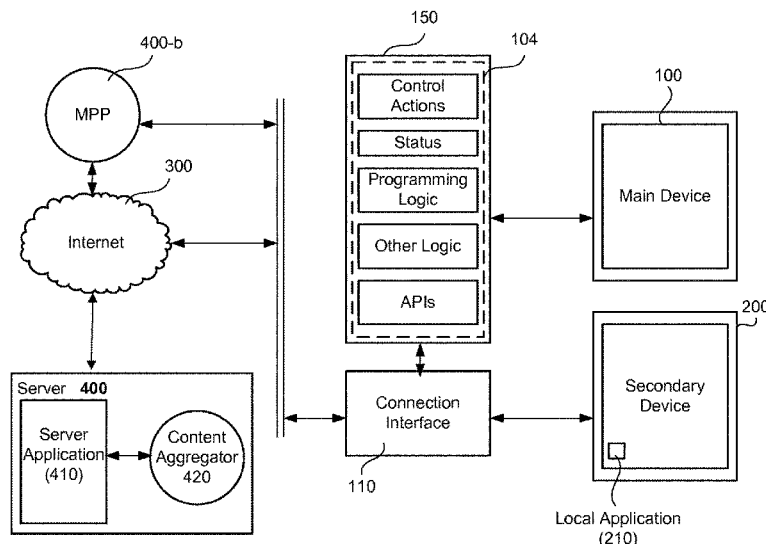 400-b
MPP
300
Internet
Server 400
Server
Application
(410)
Content
Aggregator
420
150
104
Control
Actions
Status
Programming
Logic
Other Logic
APIs
Connection
Interface
110
100
Main Device
200
Secondary
Device
Local Application
(210)